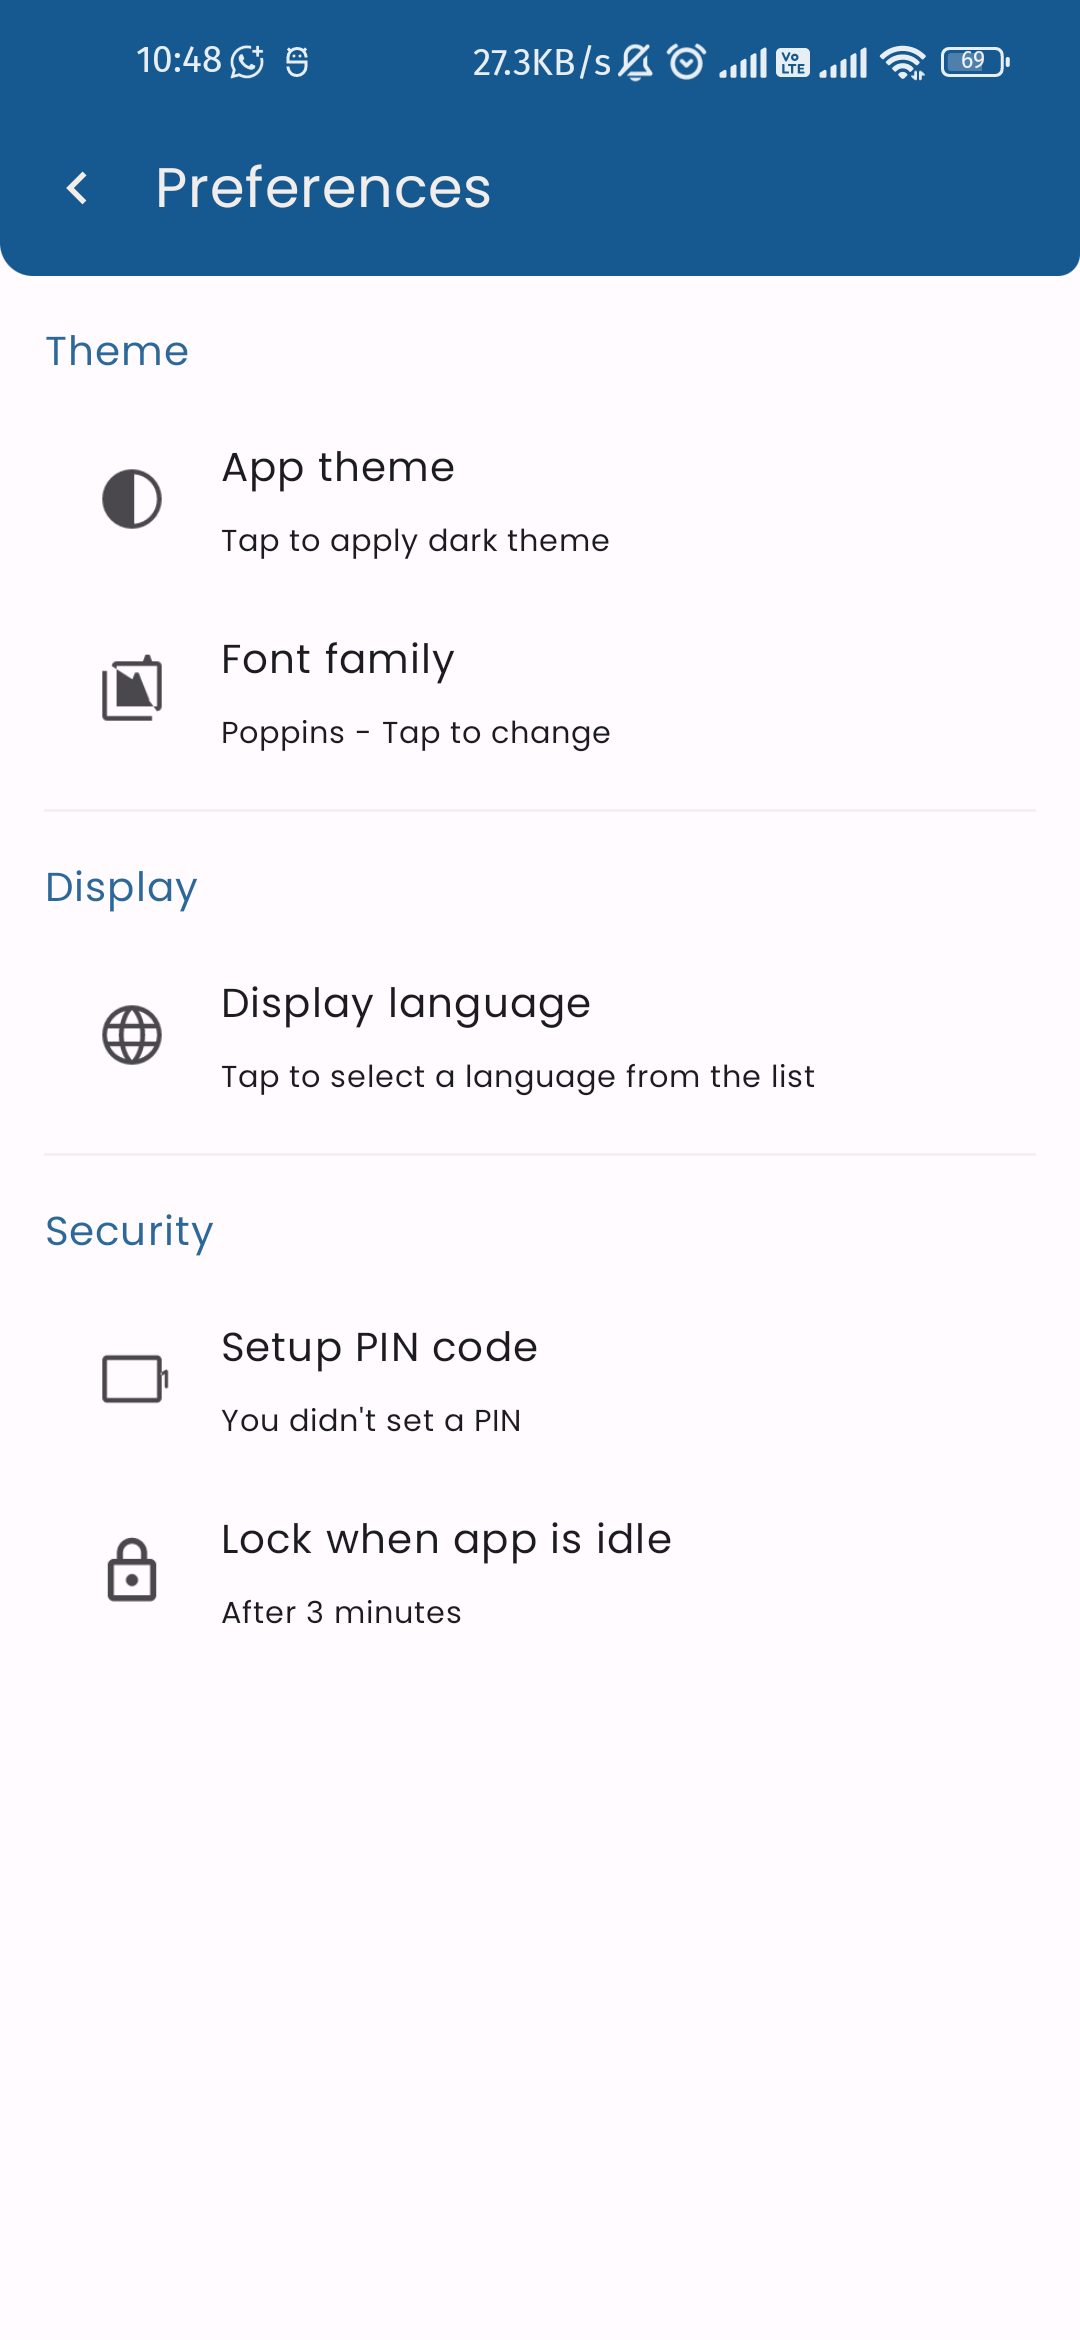 10:48 27.3KB/s Vo LTE 69
Preferences
Theme
App theme
Tap to apply dark theme
Font family
Poppins - Tap to change
Display
Display language
Tap to select a language from the list
Security
Setup PIN code
You didn't set a PIN
Lock when app is idle
After 3 minutes